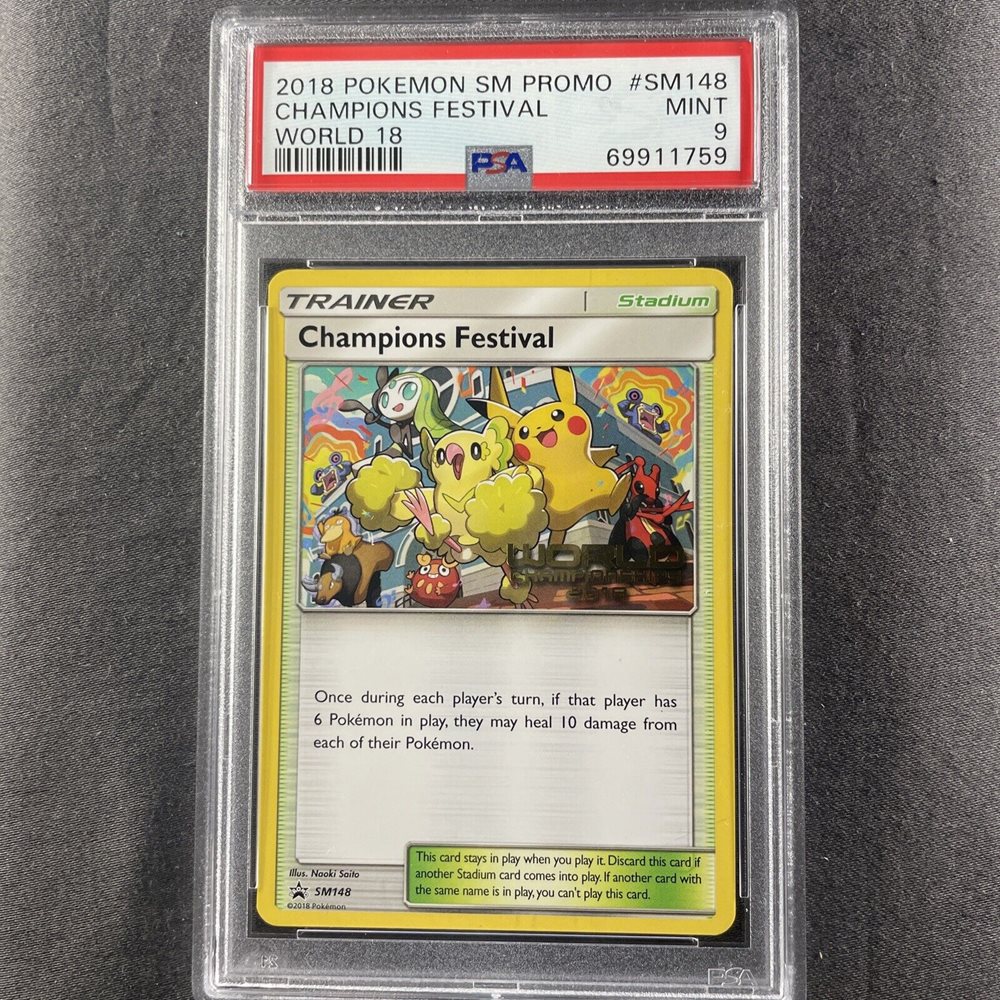 2018 POKEMON SM PROMO #SM148
CHAMPIONS FESTIVAL MINT
WORLD 18 9
PSA 69911759
TRAINER Stadium
Champions Festival
WORLD
CHAMPIONSHIPS
2018
Once during each player's turn, if that player has
6 Pokémon in play, they may heal 10 damage from
each of their Pokémon.
This card stays in play when you play it. Discard this card if
another Stadium card comes into play. If another card with
the same name is in play, you can't play this card.
Illus. Naoki Saito
SM148
©2018 Pokémon
PSA